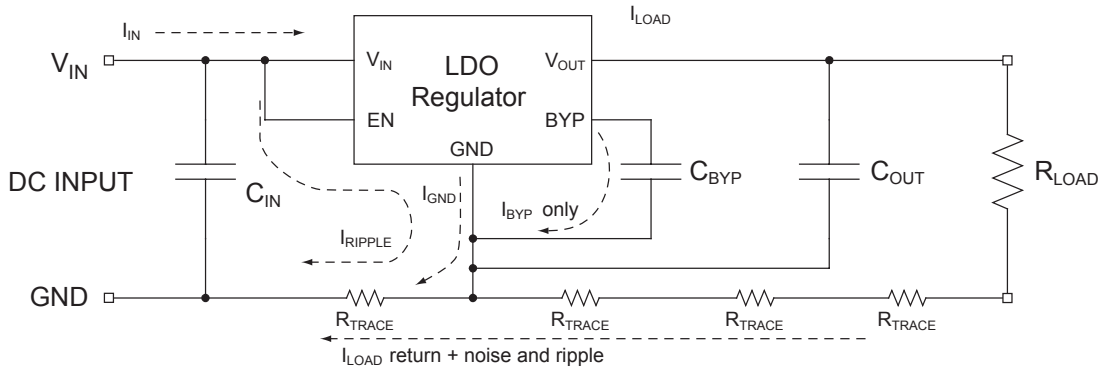 I_LOAD
I_IN
V_IN
V_IN
LDO
Regulator
V_OUT
EN
BYP
GND
DC INPUT
C_IN
I_GND
C_BYP
C_OUT
R_LOAD
I_BYP only
I_RIPPLE
GND
R_TRACE
R_TRACE
R_TRACE
R_TRACE
I_LOAD return + noise and ripple